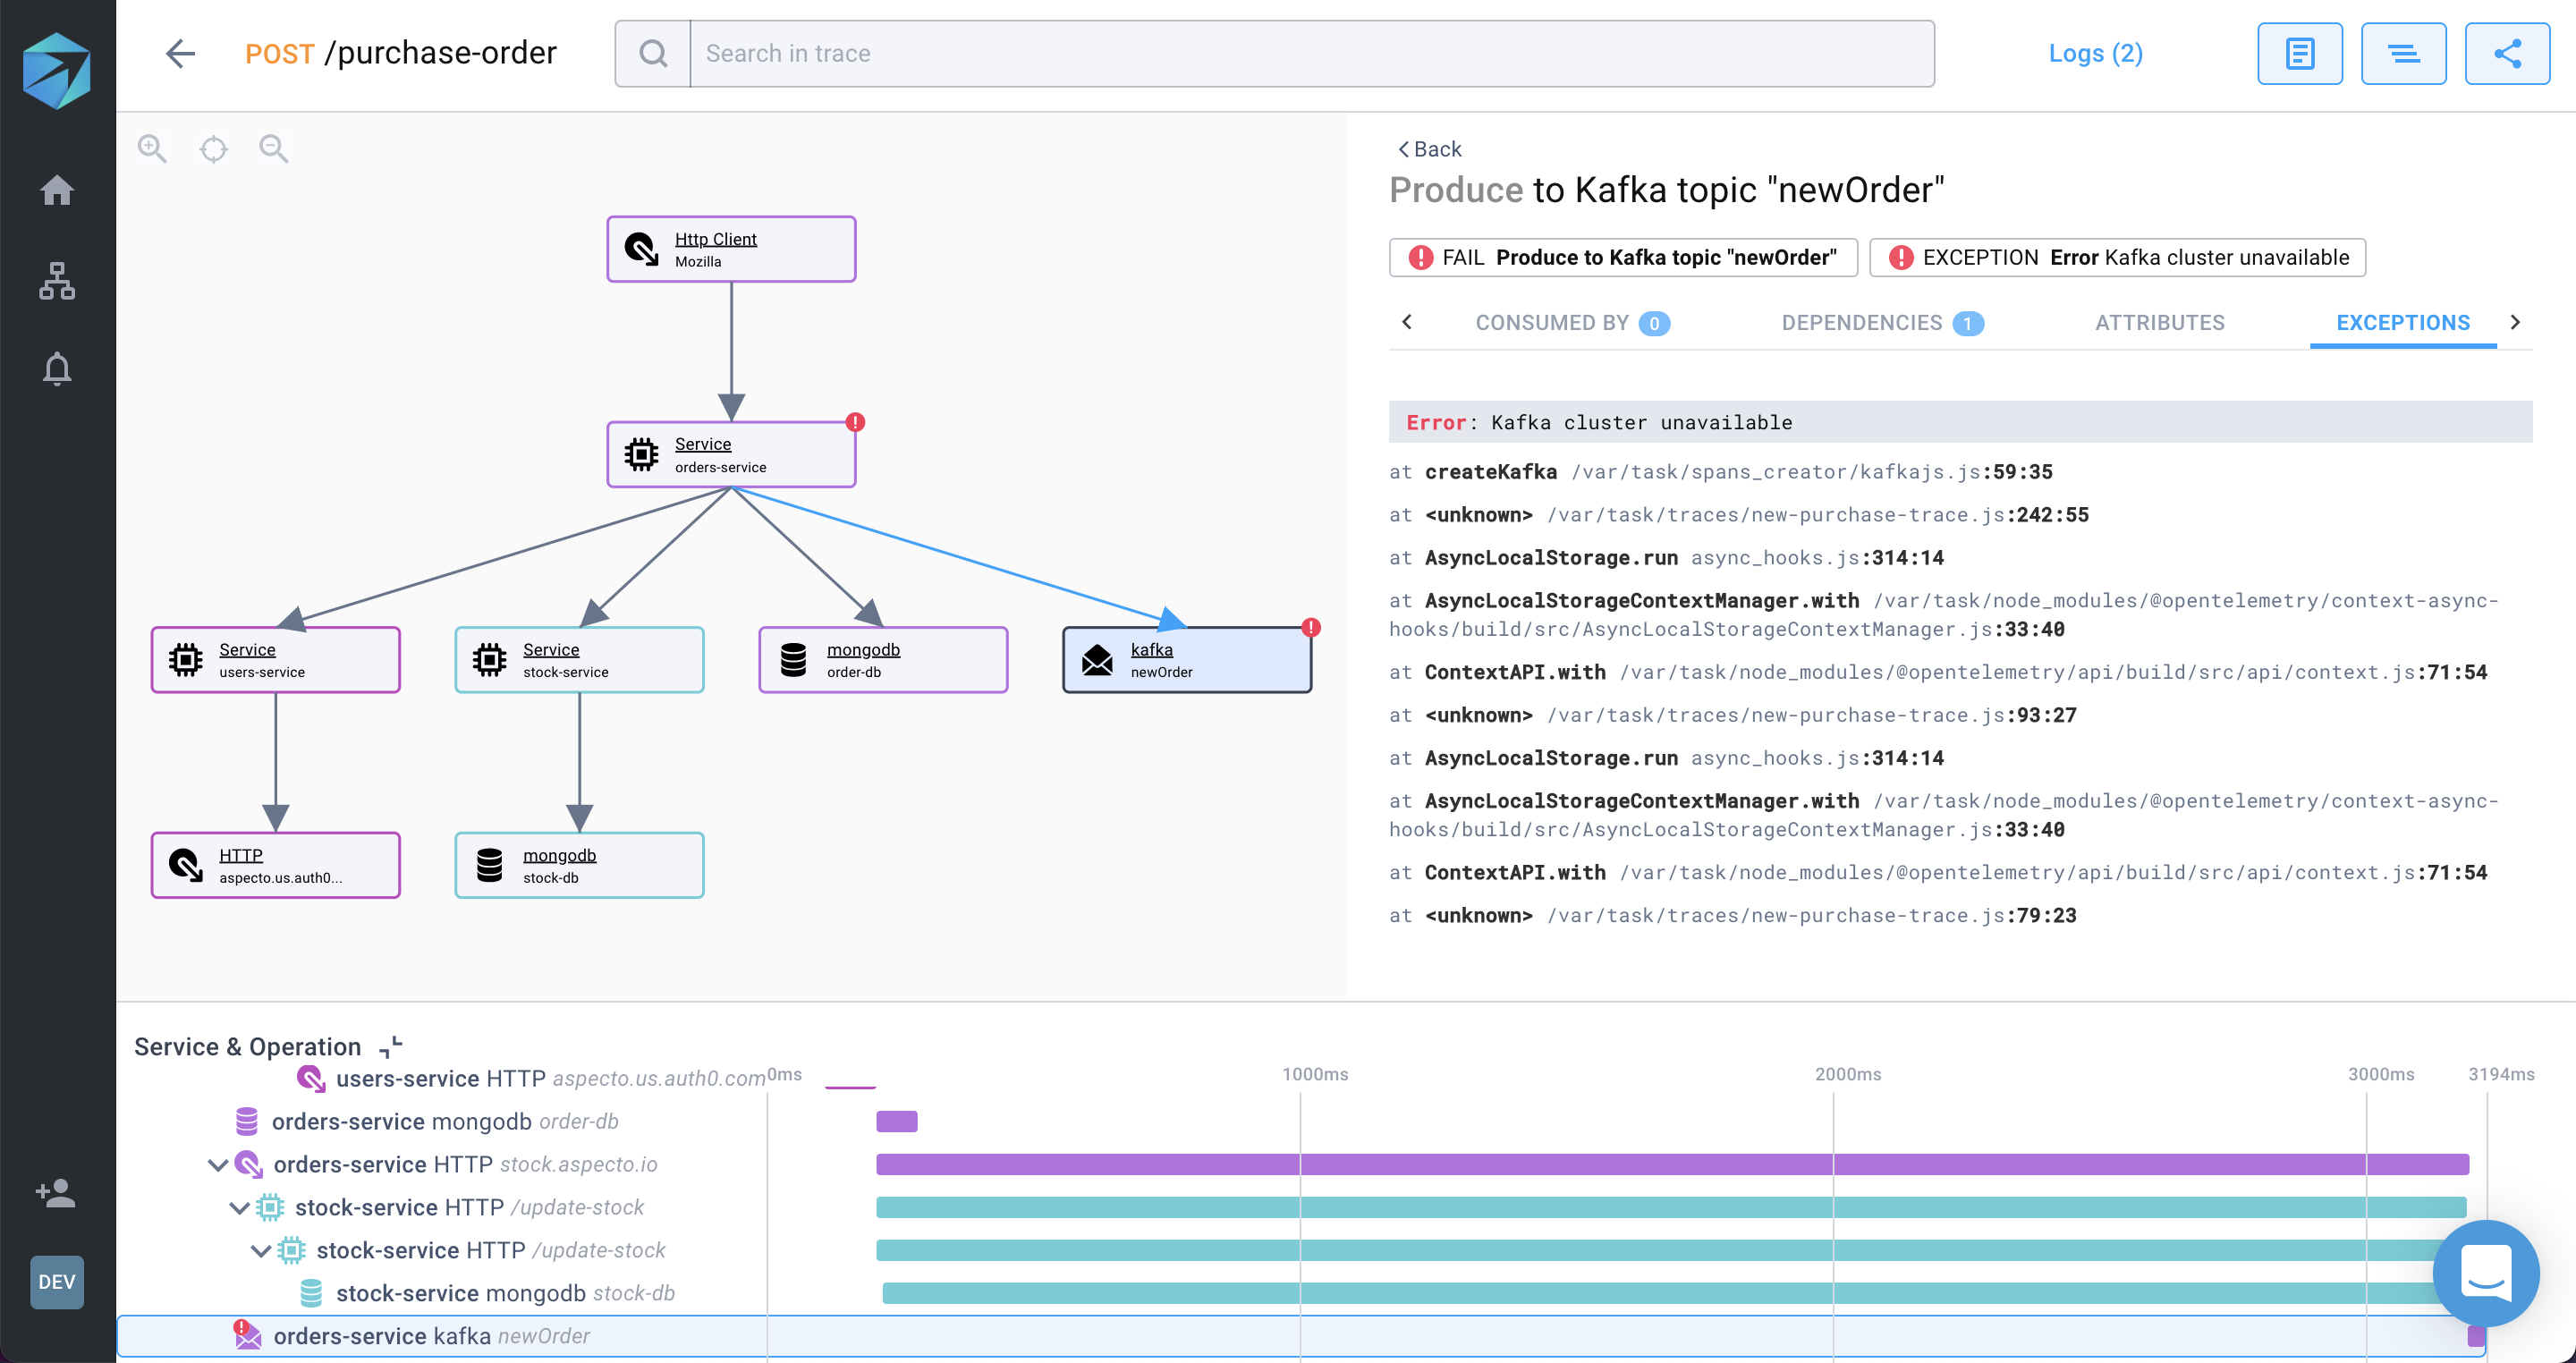 POST /purchase-order
Search in trace
Logs (2)
Http Client
Mozilla
Service
orders-service
Service
users-service
Service
stock-service
mongodb
order-db
kafka
newOrder
HTTP
aspecto.us.auth0...
mongodb
stock-db
Back
Produce to Kafka topic "newOrder"
FAIL Produce to Kafka topic "newOrder"
EXCEPTION Error Kafka cluster unavailable
CONSUMED BY 0
DEPENDENCIES 1
ATTRIBUTES
EXCEPTIONS
Error: Kafka cluster unavailable
at createKafka /var/task/spans_creator/kafkajs.js:59:35
at <unknown> /var/task/traces/new-purchase-trace.js:242:55
at AsyncLocalStorage.run async_hooks.js:314:14
at AsyncLocalStorageContextManager.with /var/task/node_modules/@opentelemetry/context-async-
hooks/build/src/AsyncLocalStorageContextManager.js:33:40
at ContextAPI.with /var/task/node_modules/@opentelemetry/api/build/src/api/context.js:71:54
at <unknown> /var/task/traces/new-purchase-trace.js:93:27
at AsyncLocalStorage.run async_hooks.js:314:14
at AsyncLocalStorageContextManager.with /var/task/node_modules/@opentelemetry/context-async-
hooks/build/src/AsyncLocalStorageContextManager.js:33:40
at ContextAPI.with /var/task/node_modules/@opentelemetry/api/build/src/api/context.js:71:54
at <unknown> /var/task/traces/new-purchase-trace.js:79:23
Service & Operation
0ms 1000ms 2000ms 3000ms 3194ms
users-service HTTP aspecto.us.auth0.com
orders-service mongodb order-db
orders-service HTTP stock.aspecto.io
stock-service HTTP /update-stock
stock-service HTTP /update-stock
stock-service mongodb stock-db
orders-service kafka newOrder
DEV